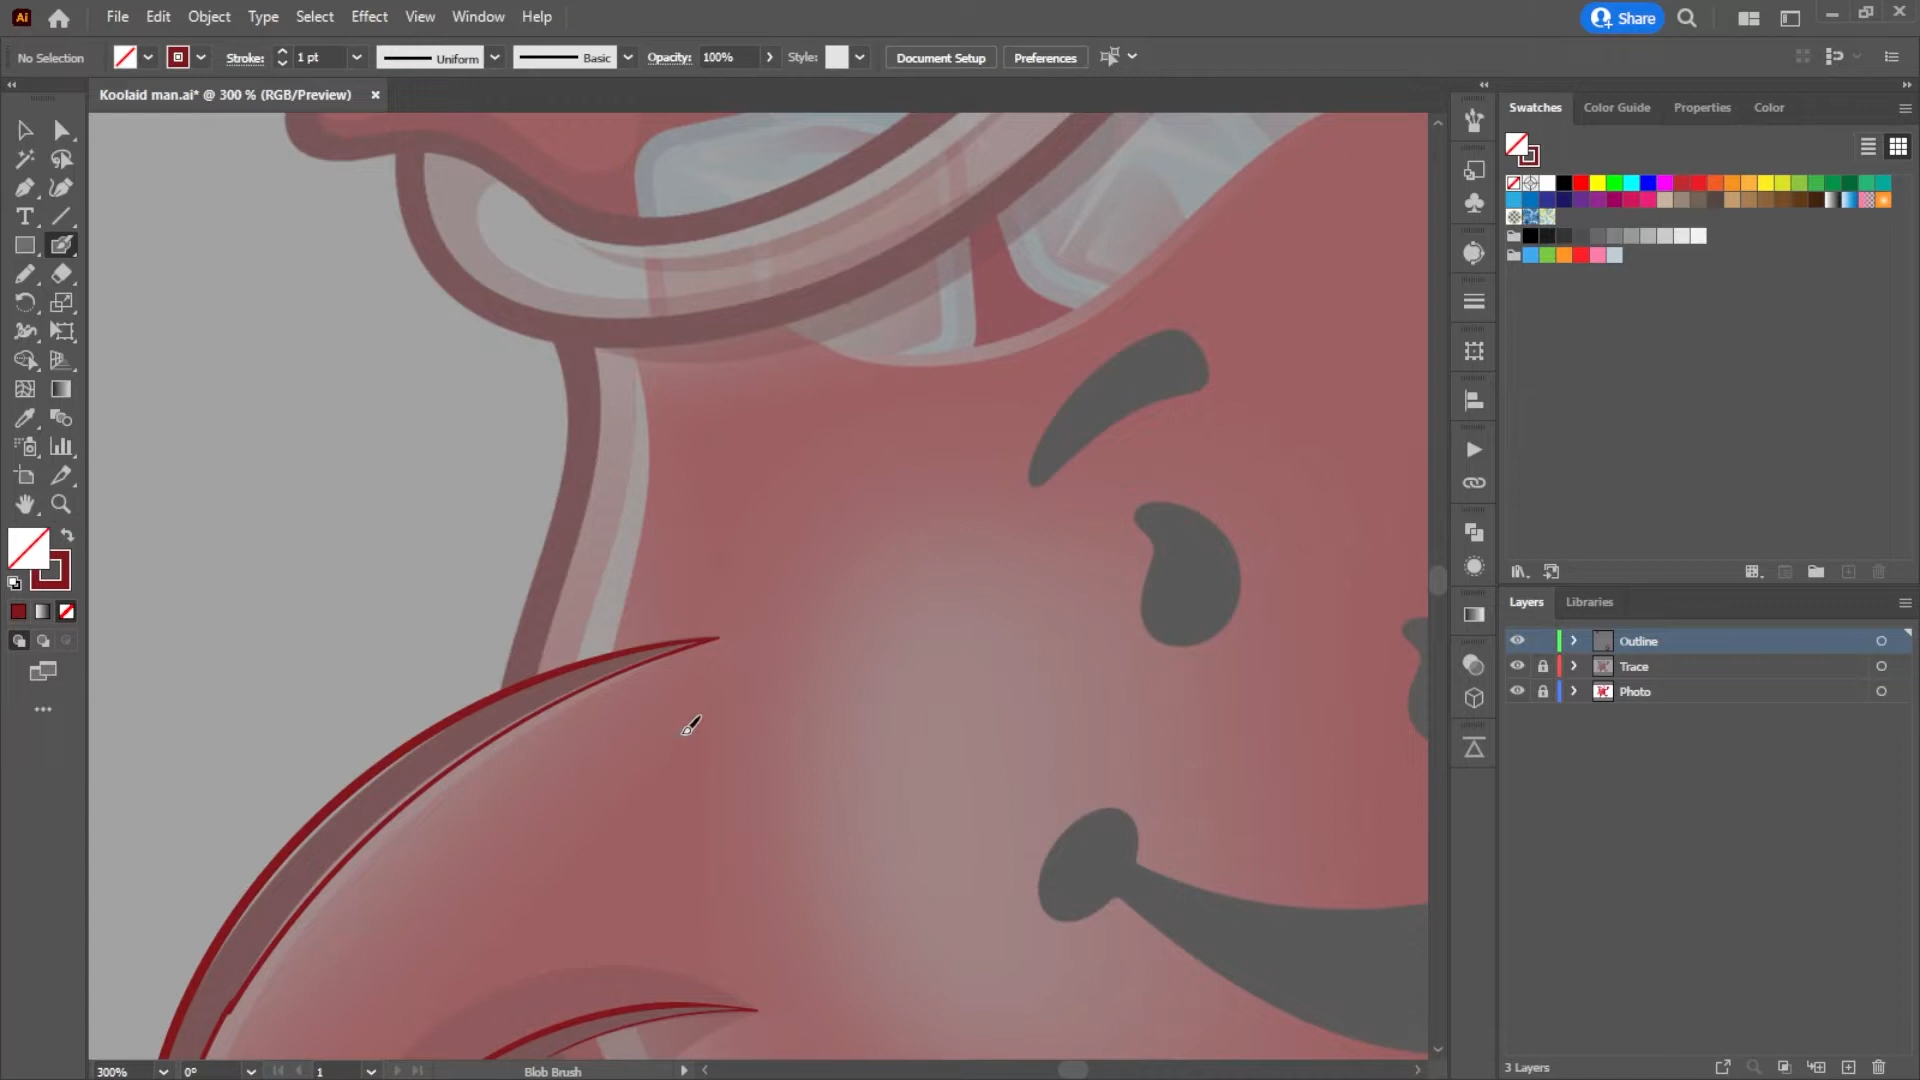 Ai File Edit Object Type Select Effect View Window Help Share
No Selection Stroke: 1 pt Uniform Basic Opacity: 100% Style: Document Setup Preferences
Koolaid man.ai* @ 300 % (RGB/Preview) ×
Swatches Color Guide Properties Color
Layers Libraries
Outline
Trace
Photo
300% 0° 1 Blob Brush
3 Layers